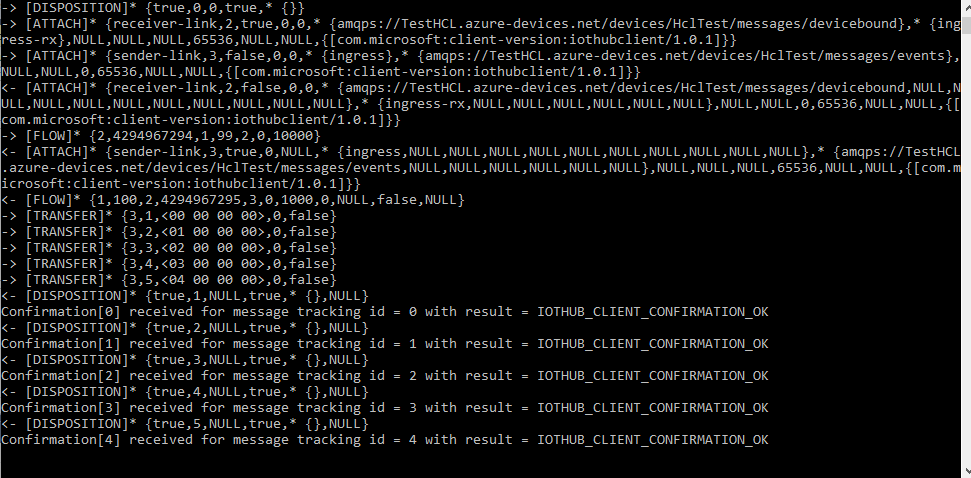 -> [DISPOSITION]* {true,0,0,true,* {}}
-> [ATTACH]* {receiver-link,2,true,0,0,* {amqps://TestHCL.azure-devices.net/devices/HclTest/messages/devicebound},* {ing
ress-rx},NULL,NULL,NULL,65536,NULL,NULL,{[com.microsoft:client-version:iothubclient/1.0.1]}}
-> [ATTACH]* {sender-link,3,false,0,0,* {ingress},* {amqps://TestHCL.azure-devices.net/devices/HclTest/messages/events},
NULL,NULL,0,65536,NULL,NULL,{[com.microsoft:client-version:iothubclient/1.0.1]}}
<- [ATTACH]* {receiver-link,2,false,0,0,* {amqps://TestHCL.azure-devices.net/devices/HclTest/messages/devicebound,NULL,N
ULL,NULL,NULL,NULL,NULL,NULL,NULL,NULL},* {ingress-rx,NULL,NULL,NULL,NULL,NULL,NULL},NULL,NULL,0,65536,NULL,NULL,{[
com.microsoft:client-version:iothubclient/1.0.1]}}
-> [FLOW]* {2,4294967294,1,99,2,0,10000}
<- [ATTACH]* {sender-link,3,true,0,NULL,* {ingress,NULL,NULL,NULL,NULL,NULL,NULL,NULL,NULL,NULL,NULL},* {amqps://TestHCL
.azure-devices.net/devices/HclTest/messages/events,NULL,NULL,NULL,NULL,NULL,NULL},NULL,NULL,NULL,65536,NULL,NULL,{[com.m
icrosoft:client-version:iothubclient/1.0.1]}}
<- [FLOW]* {1,100,2,4294967295,3,0,1000,0,NULL,false,NULL}
-> [TRANSFER]* {3,1,<00 00 00 00>,0,false}
-> [TRANSFER]* {3,2,<01 00 00 00>,0,false}
-> [TRANSFER]* {3,3,<02 00 00 00>,0,false}
-> [TRANSFER]* {3,4,<03 00 00 00>,0,false}
-> [TRANSFER]* {3,5,<04 00 00 00>,0,false}
<- [DISPOSITION]* {true,1,NULL,true,* {},NULL}
Confirmation[0] received for message tracking id = 0 with result = IOTHUB_CLIENT_CONFIRMATION_OK
<- [DISPOSITION]* {true,2,NULL,true,* {},NULL}
Confirmation[1] received for message tracking id = 1 with result = IOTHUB_CLIENT_CONFIRMATION_OK
<- [DISPOSITION]* {true,3,NULL,true,* {},NULL}
Confirmation[2] received for message tracking id = 2 with result = IOTHUB_CLIENT_CONFIRMATION_OK
<- [DISPOSITION]* {true,4,NULL,true,* {},NULL}
Confirmation[3] received for message tracking id = 3 with result = IOTHUB_CLIENT_CONFIRMATION_OK
<- [DISPOSITION]* {true,5,NULL,true,* {},NULL}
Confirmation[4] received for message tracking id = 4 with result = IOTHUB_CLIENT_CONFIRMATION_OK